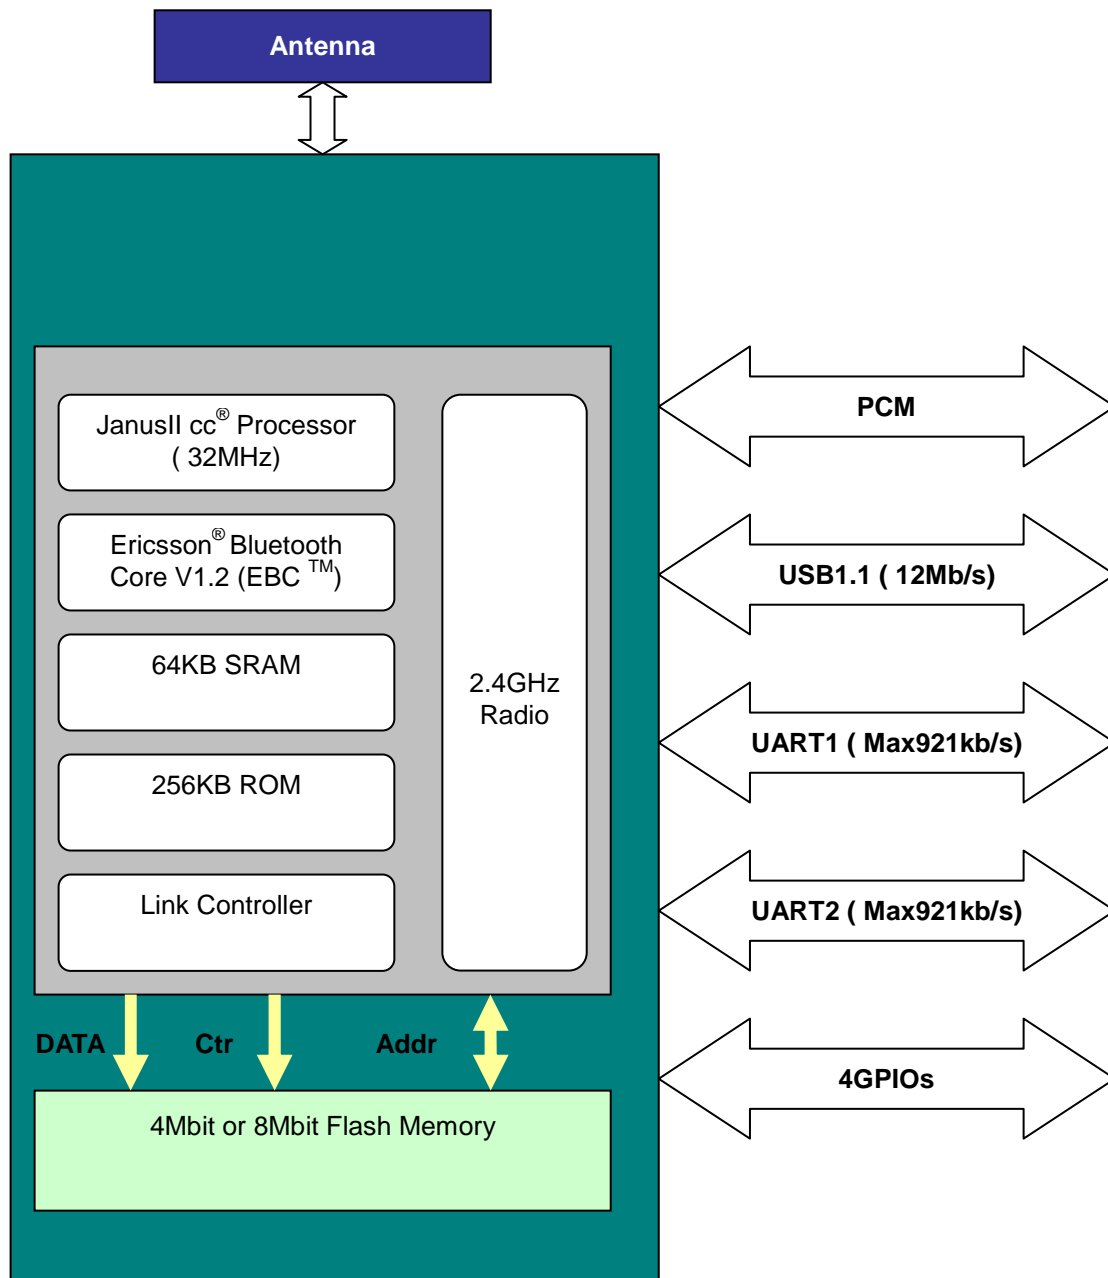 Antenna
JanusII cc® Processor
( 32MHz)
Ericsson® Bluetooth
Core V1.2 (EBC ™)
64KB SRAM
256KB ROM
Link Controller
2.4GHz
Radio
PCM
USB1.1 ( 12Mb/s)
UART1 ( Max921kb/s)
UART2 ( Max921kb/s)
4GPIOs
DATA
Ctr
Addr
4Mbit or 8Mbit Flash Memory